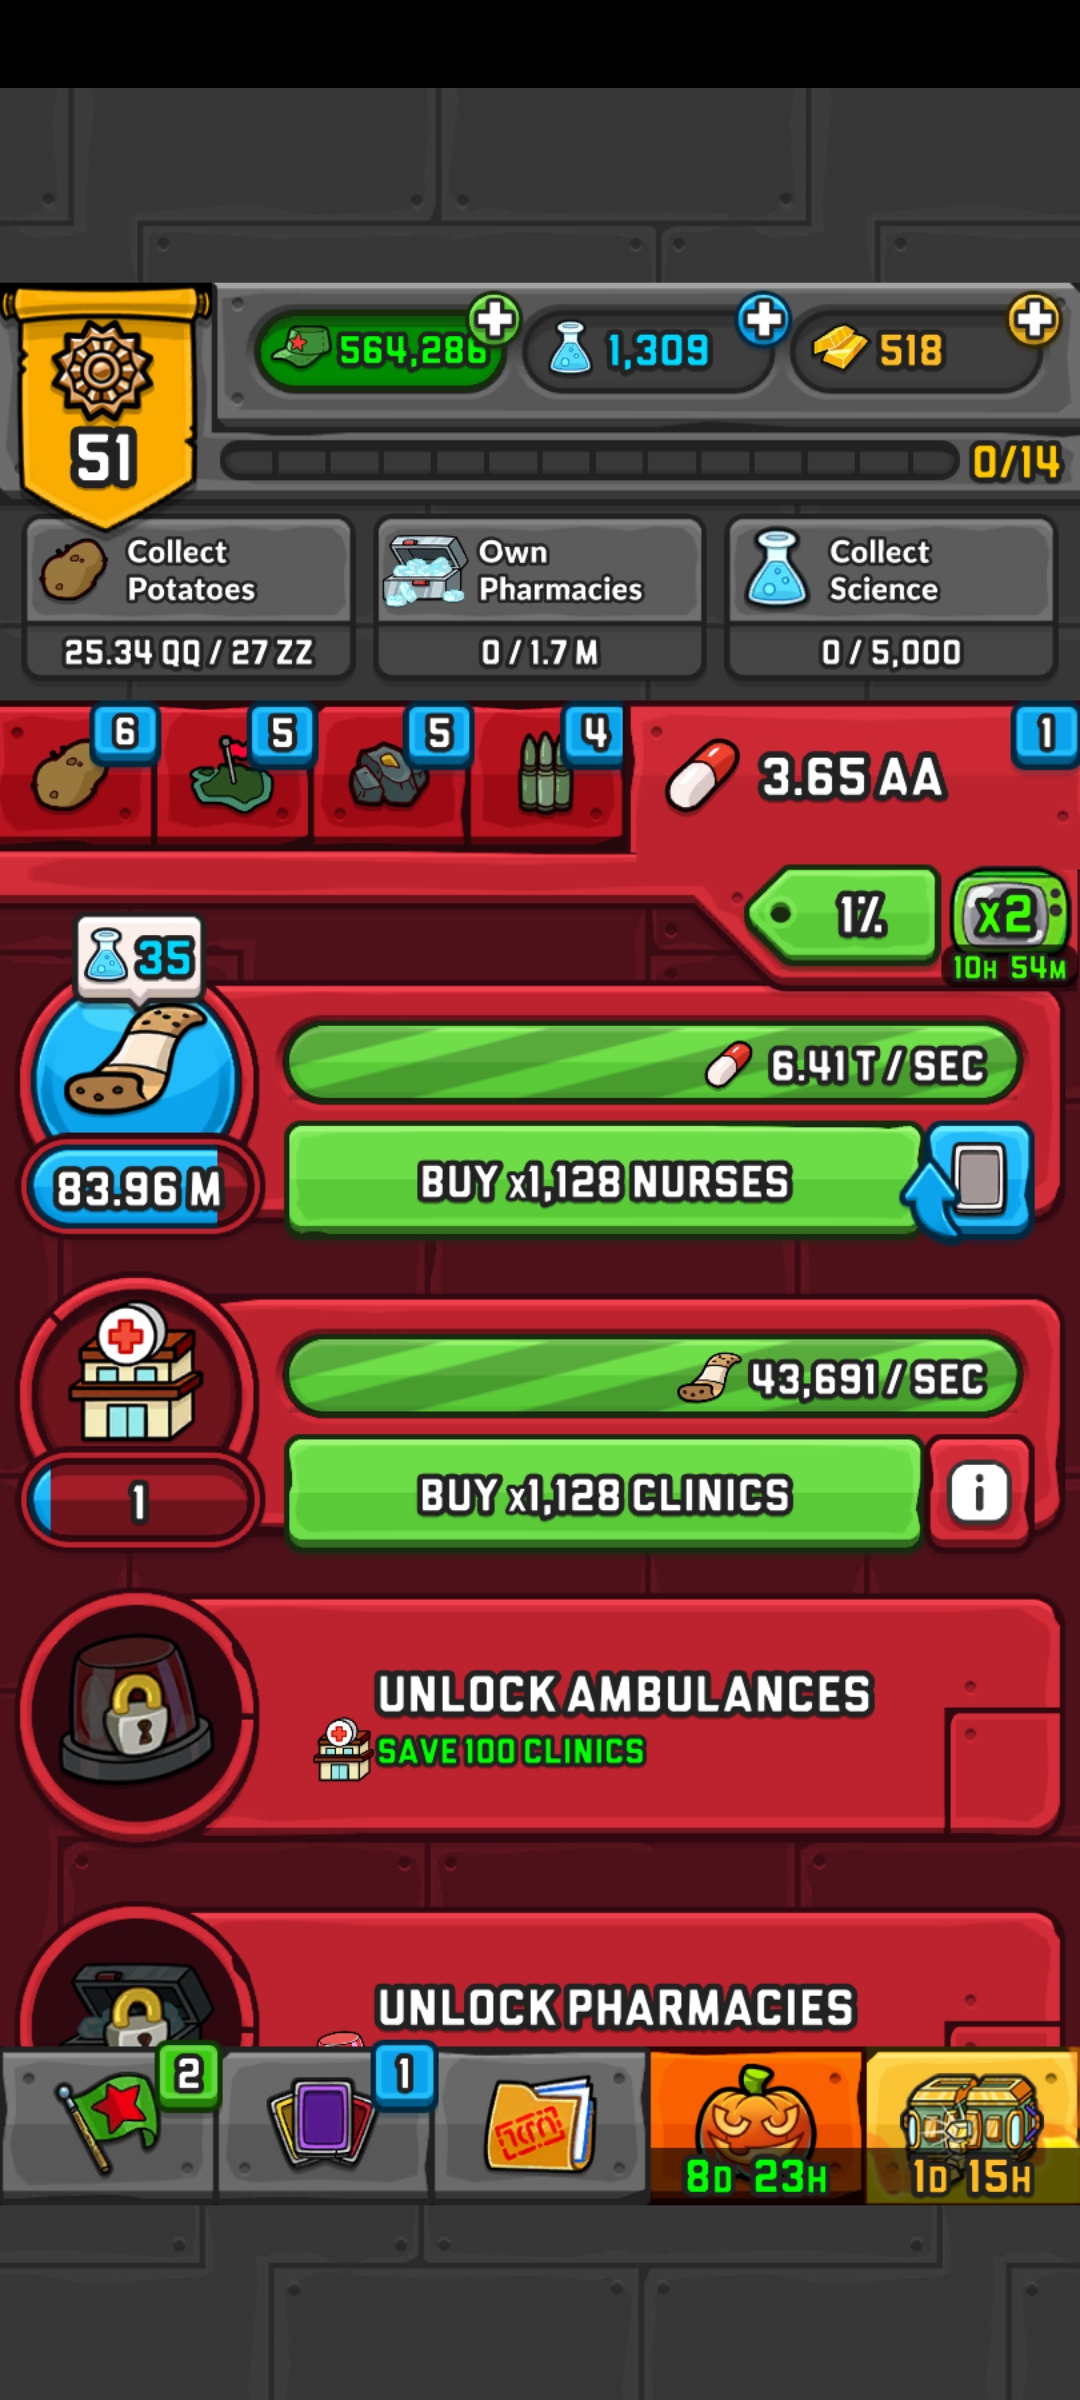 564,286
1,309
518
51
0/14
Collect Potatoes
25.34 QQ / 27 ZZ
Own Pharmacies
0 / 1.7 M
Collect Science
0 / 5,000
6
5
5
4
1
3.65 AA
1%
x2
10H 54M
35
6.41 T / SEC
83.96 M
BUY x1,128 NURSES
43,691 / SEC
1
BUY x1,128 CLINICS
i
UNLOCK AMBULANCES
SAVE 100 CLINICS
UNLOCK PHARMACIES
2
1
8D 23H
1D 15H